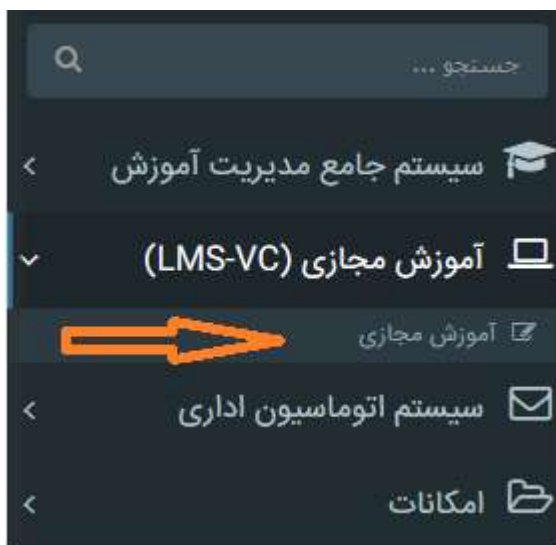 جستجو ...
سیستم جامع مدیریت آموزش
آموزش مجازی (LMS-VC)
آموزش مجازی
سیستم اتوماسیون اداری
امکانات